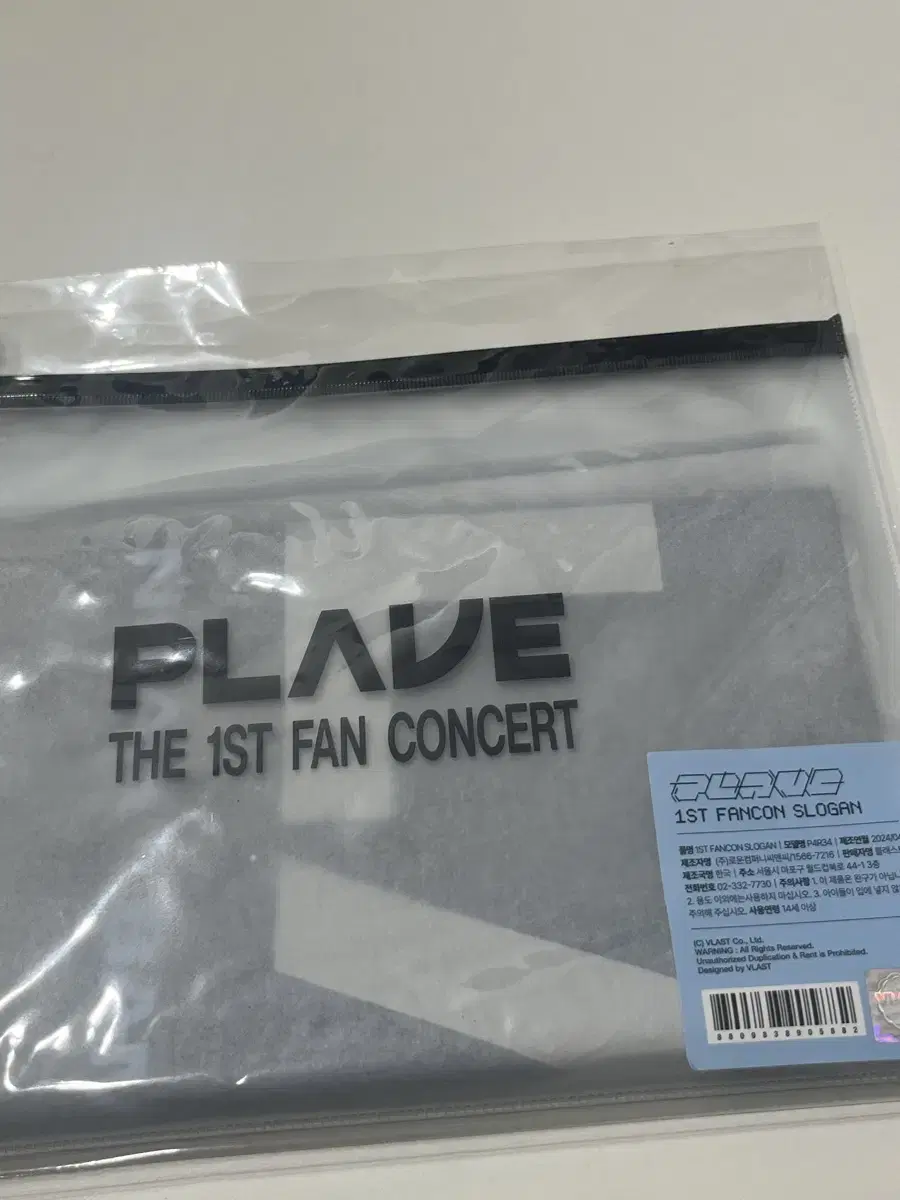 PLAVE
THE 1ST FAN CONCERT
PLAVE
1ST FANCON SLOGAN
품명 1ST FANCON SLOGAN | 모델명 P4R34 | 제조연월 2024/04
제조자명 (주)로운컴퍼니씨앤씨/1566-7216 | 판매자명
제조국명 한국 | 주소 서울시 마포구 월드컵북로 44-1 3층
전화번호 02-332-7730 | 주의사항 1. 이 제품은 완구가 아닙니
2. 용도 이외에는 사용하지 마십시오. 3. 아이들이 입에 넣지
주의해 주십시오. 사용연령 14세 이상
(C) VLAST Co., Ltd.
WARNING : All Rights Reserved.
Unauthorized Duplication & Rent is Prohibited.
Designed by VLAST
8809838905882